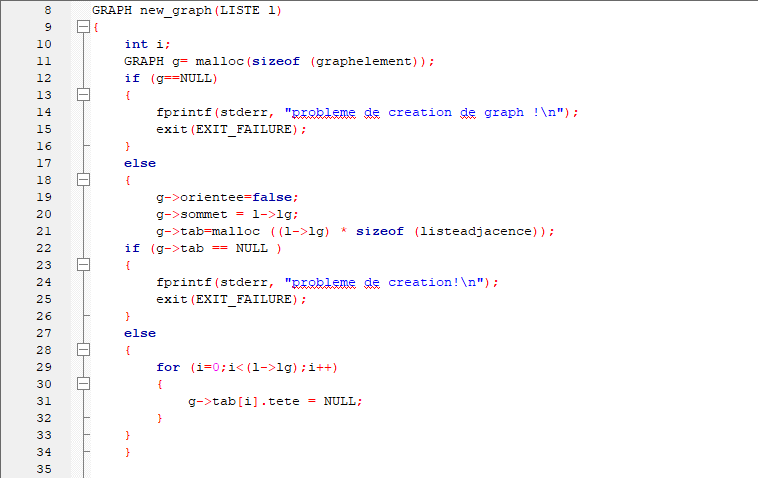 8 GRAPH new_graph(LISTE l)
9 {
10 int i;
11 GRAPH g= malloc(sizeof (graphelement));
12 if (g==NULL)
13 {
14 fprintf(stderr, "probleme de creation de graph !\n");
15 exit(EXIT_FAILURE);
16 }
17 else
18 {
19 g->orientee=false;
20 g->sommet = l->lg;
21 g->tab=malloc ((l->lg) * sizeof (listeadjacence));
22 if (g->tab == NULL )
23 {
24 fprintf(stderr, "probleme de creation!\n");
25 exit(EXIT_FAILURE);
26 }
27 else
28 {
29 for (i=0;i<(l->lg);i++)
30 {
31 g->tab[i].tete = NULL;
32 }
33 }
34 }
35